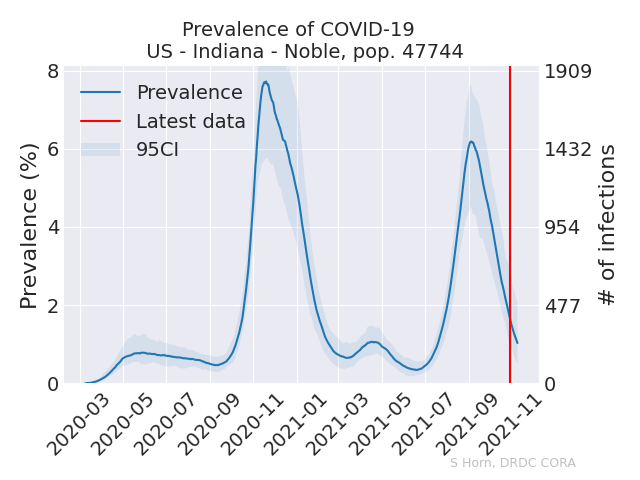 Prevalence of COVID-19
US - Indiana - Noble, pop. 47744
Prevalence (%)
8
6
4
2
0
Prevalence
Latest data
95CI
1909
1432
954
477
0
# of infections
2020-03
2020-05
2020-07
2020-09
2020-11
2021-01
2021-03
2021-05
2021-07
2021-09
2021-11
S Horn, DRDC CORA